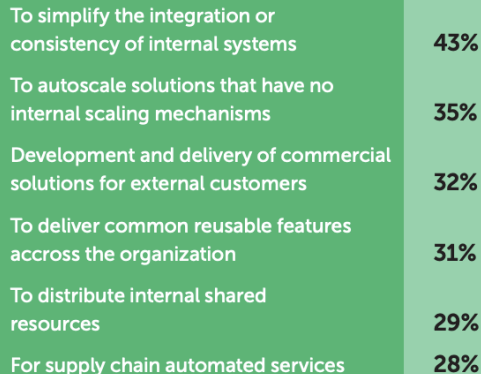 To simplify the integration or
consistency of internal systems 43%
To autoscale solutions that have no
internal scaling mechanisms 35%
Development and delivery of commercial
solutions for external customers 32%
To deliver common reusable features
accross the organization 31%
To distribute internal shared
resources 29%
For supply chain automated services 28%